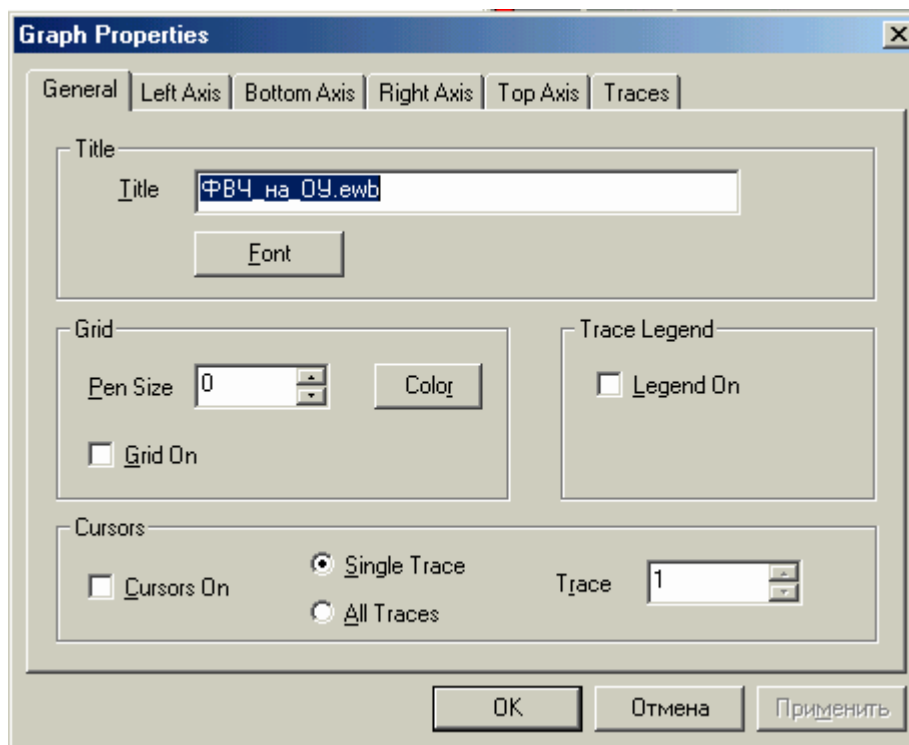 Graph Properties
General Left Axis Bottom Axis Right Axis Top Axis Traces
Title
Title ФВЧ_на_ОУ.ewb
Font
Grid
Pen Size 0 Color
Grid On
Trace Legend
Legend On
Cursors
Cursors On
Single Trace
All Traces
Trace 1
OK Отмена Применить